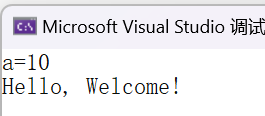 Microsoft Visual Studio 调试
a=10
Hello, Welcome!